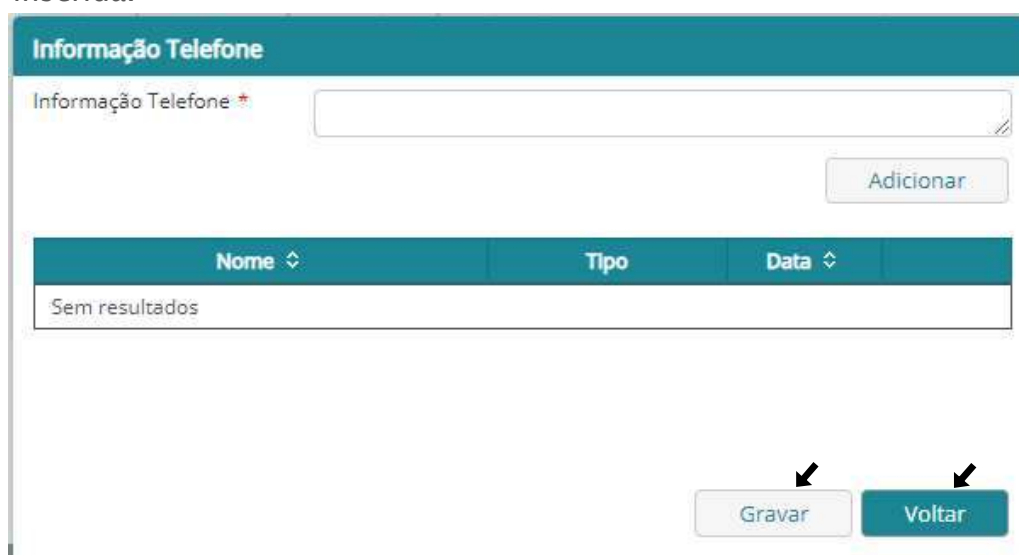 Informação Telefone
Informação Telefone *
Adicionar
Nome Tipo Data
Sem resultados
Gravar Voltar